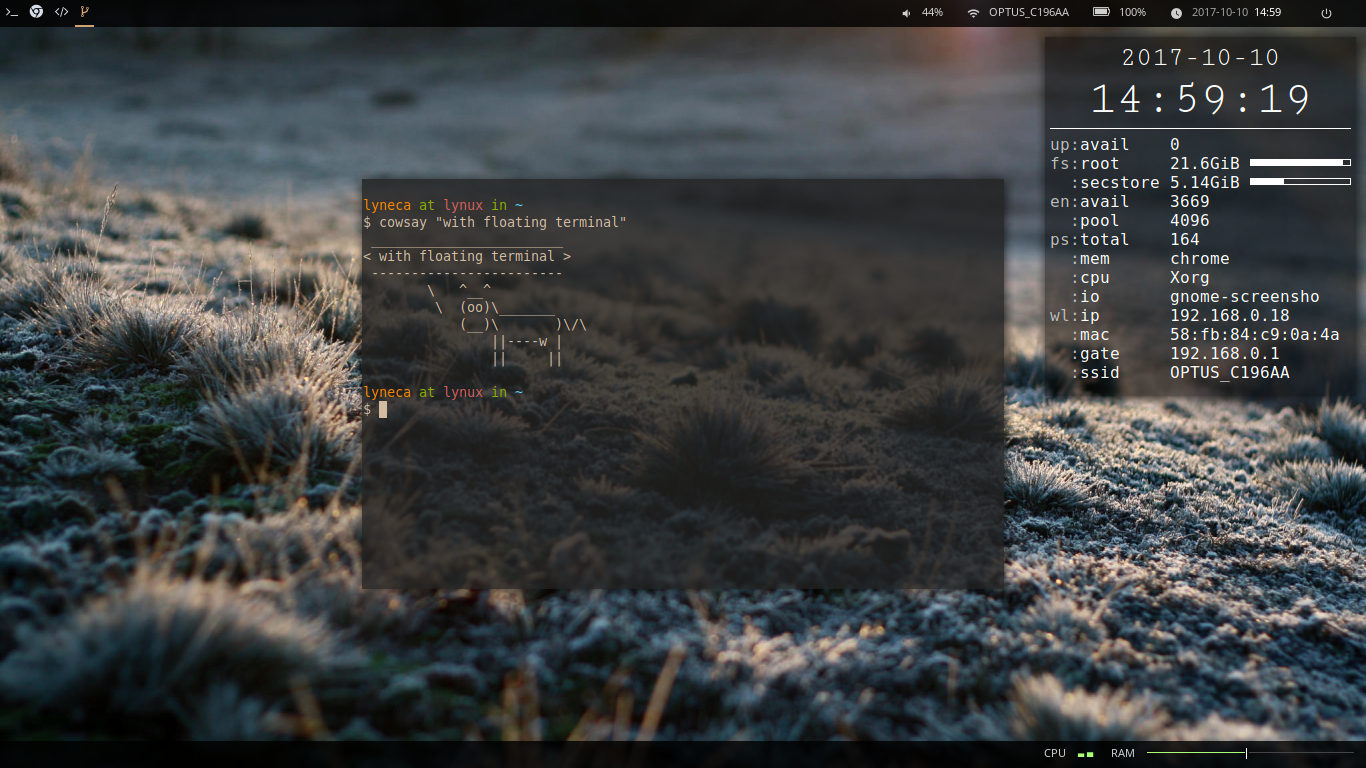 44% OPTUS_C196AA 100% 2017-10-10 14:59
2017-10-10
14:59:19
up:avail 0
fs:root 21.6GiB
:secstore 5.14GiB
en:avail 3669
:pool 4096
ps:total 164
:mem chrome
:cpu Xorg
:io gnome-screensho
wl:ip 192.168.0.18
:mac 58:fb:84:c9:0a:4a
:gate 192.168.0.1
:ssid OPTUS_C196AA
lyneca at lynux in ~
$ cowsay "with floating terminal"
________________________
< with floating terminal >
------------------------
\   ^__^
\  (oo)\_______
(__)\       )\/\
||----w |
||     ||
lyneca at lynux in ~
$
CPU RAM